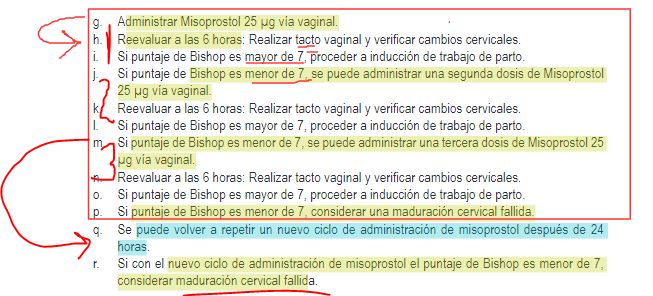 g. Administrar Misoprostol 25 µg vía vaginal.
h. Reevaluar a las 6 horas: Realizar tacto vaginal y verificar cambios cervicales.
i. Si puntaje de Bishop es mayor de 7, proceder a inducción de trabajo de parto.
j. Si puntaje de Bishop es menor de 7, se puede administrar una segunda dosis de Misoprostol
25 µg vía vaginal.
k. Reevaluar a las 6 horas: Realizar tacto vaginal y verificar cambios cervicales.
l. Si puntaje de Bishop es mayor de 7, proceder a inducción de trabajo de parto.
m. Si puntaje de Bishop es menor de 7, se puede administrar una tercera dosis de Misoprostol 25
µg vía vaginal.
n. Reevaluar a las 6 horas: Realizar tacto vaginal y verificar cambios cervicales.
o. Si puntaje de Bishop es mayor de 7, proceder a inducción de trabajo de parto.
p. Si puntaje de Bishop es menor de 7, considerar una maduración cervical fallida.
q. Se puede volver a repetir un nuevo ciclo de administración de misoprostol después de 24
horas.
r. Si con el nuevo ciclo de administración de misoprostol el puntaje de Bishop es menor de 7,
considerar maduración cervical fallida.